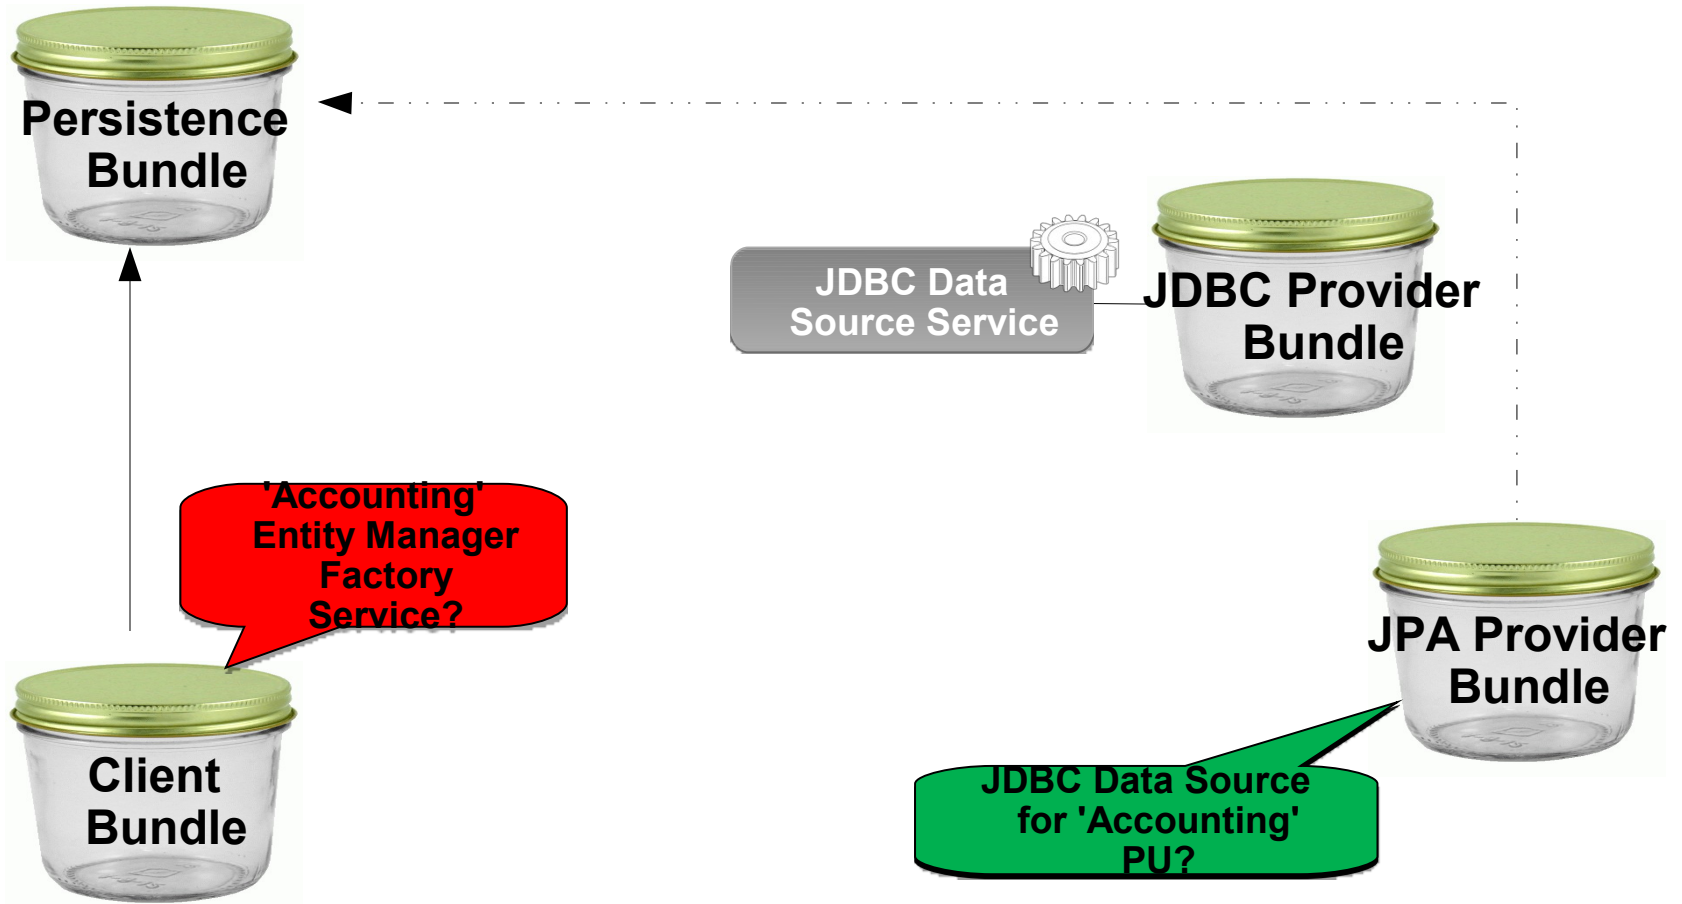 Persistence
Bundle
JDBC Data
Source Service
JDBC Provider
Bundle
'Accounting'
Entity Manager
Factory
Service?
JPA Provider
Bundle
Client
Bundle
JDBC Data Source
for 'Accounting'
PU?